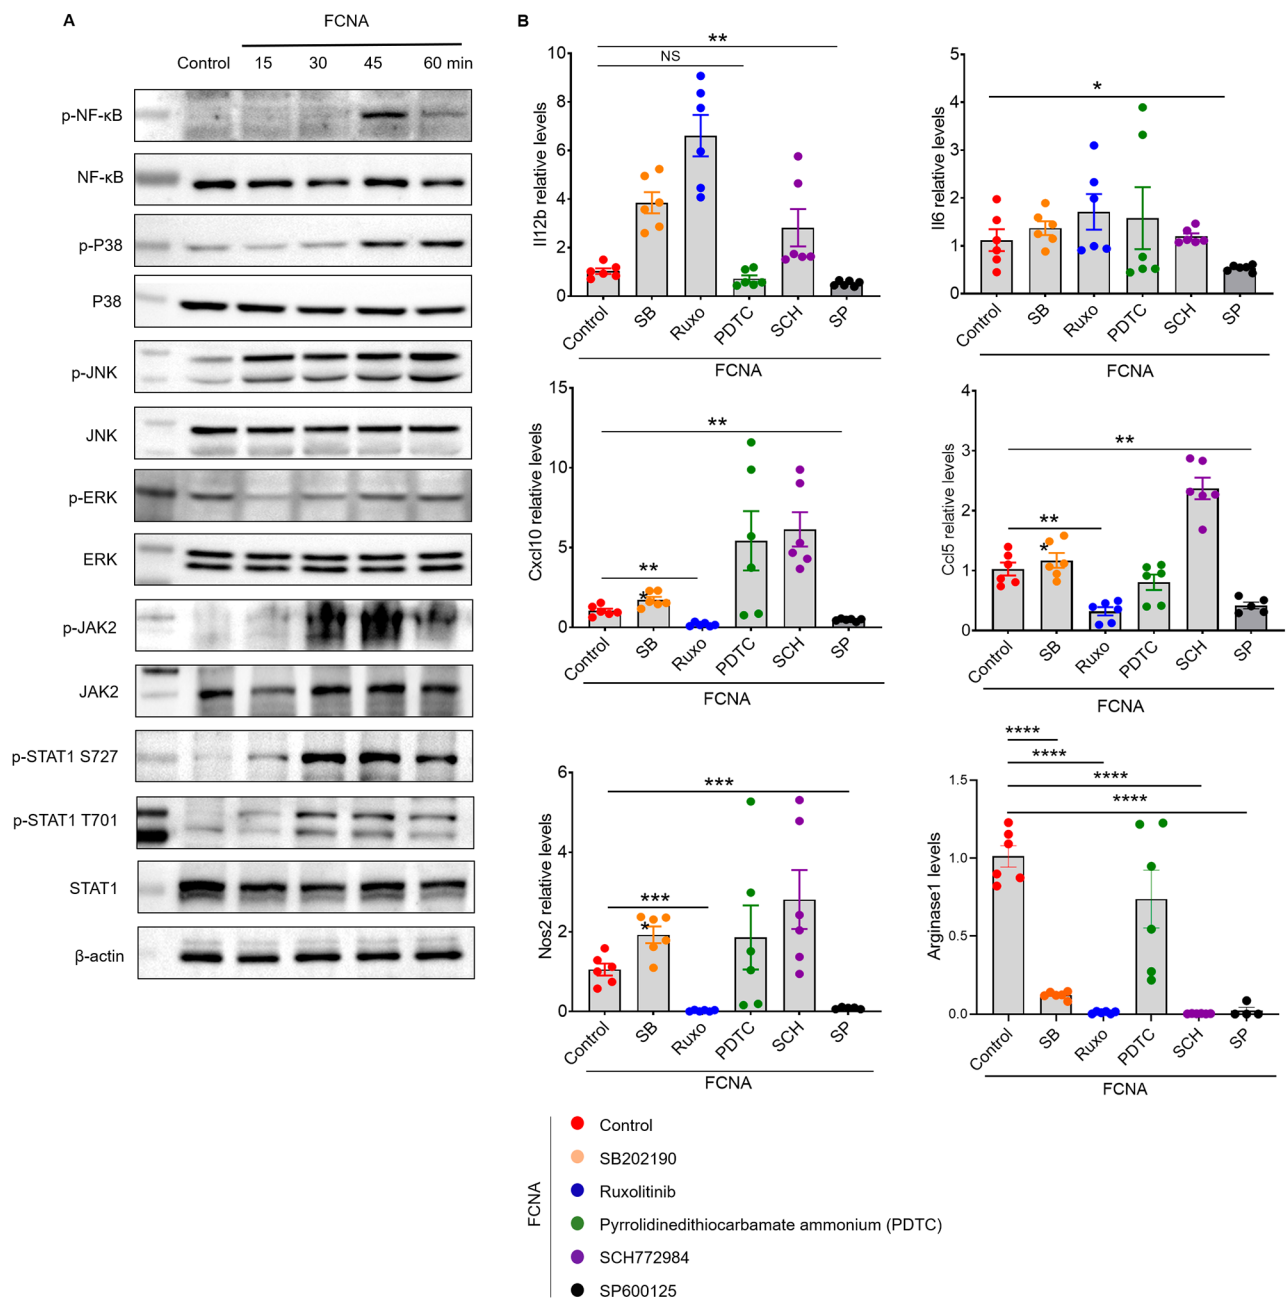 A
FCNA
Control 15 30 45 60 min
p-NF-κB
NF-κB
p-P38
P38
p-JNK
JNK
p-ERK
ERK
p-JAK2
JAK2
p-STAT1 S727
p-STAT1 T701
STAT1
β-actin
B
**
NS
Il12b relative levels
10
8
6
4
2
0
Control SB Ruxo PDTC SCH SP
FCNA
*
Il6 relative levels
6
5
4
3
2
1
0
Control SB Ruxo PDTC SCH SP
FCNA
**
**
*
Cxcl10 relative levels
15
10
5
0
Control SB Ruxo PDTC SCH SP
FCNA
**
**
*
Ccl5 relative levels
4
3
2
1
0
Control SB Ruxo PDTC SCH SP
FCNA
***
***
*
Nos2 relative levels
6
4
2
0
Control SB Ruxo PDTC SCH SP
FCNA
****
****
****
****
Arginase1 levels
1.5
1.0
0.5
0.0
Control SB Ruxo PDTC SCH SP
FCNA
FCNA
Control
SB202190
Ruxolitinib
Pyrrolidinedithiocarbamate ammonium (PDTC)
SCH772984
SP600125